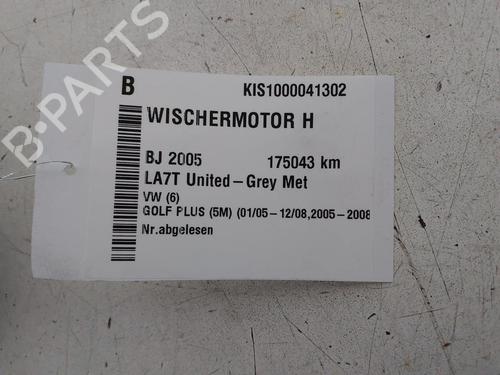 B KIS1000041302
WISCHERMOTOR H
BJ 2005 175043 km
LA7T United-Grey Met
VW (6)
GOLF PLUS (5M) (01/05-12/08,2005-2008
Nr.abgelesen
B-PARTS